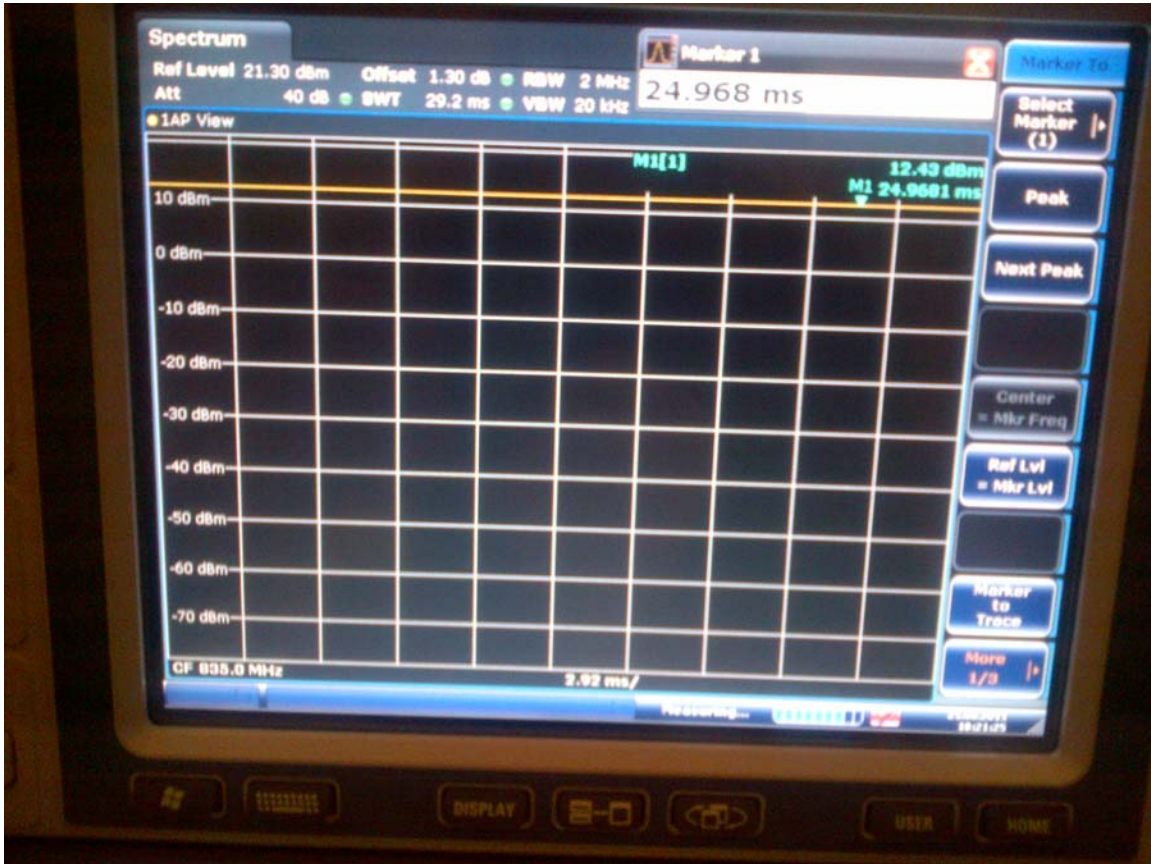 Spectrum
Ref Level 21.30 dBm Offset 1.30 dB RBW 2 MHz
Att 40 dB SWT 29.2 ms VBW 20 kHz
Marker 1
24.968 ms
1AP View
M1[1] 12.43 dBm
M1 24.9681 ms
10 dBm
0 dBm
-10 dBm
-20 dBm
-30 dBm
-40 dBm
-50 dBm
-60 dBm
-70 dBm
CF 835.0 MHz 2.92 ms/
Measuring...
10:21:25
Marker To
Select
Marker
(1)
Peak
Next Peak
Center
= Mkr Freq
Ref Lvl
= Mkr Lvl
Marker
to
Trace
More
1/3
DISPLAY
USER
HOME